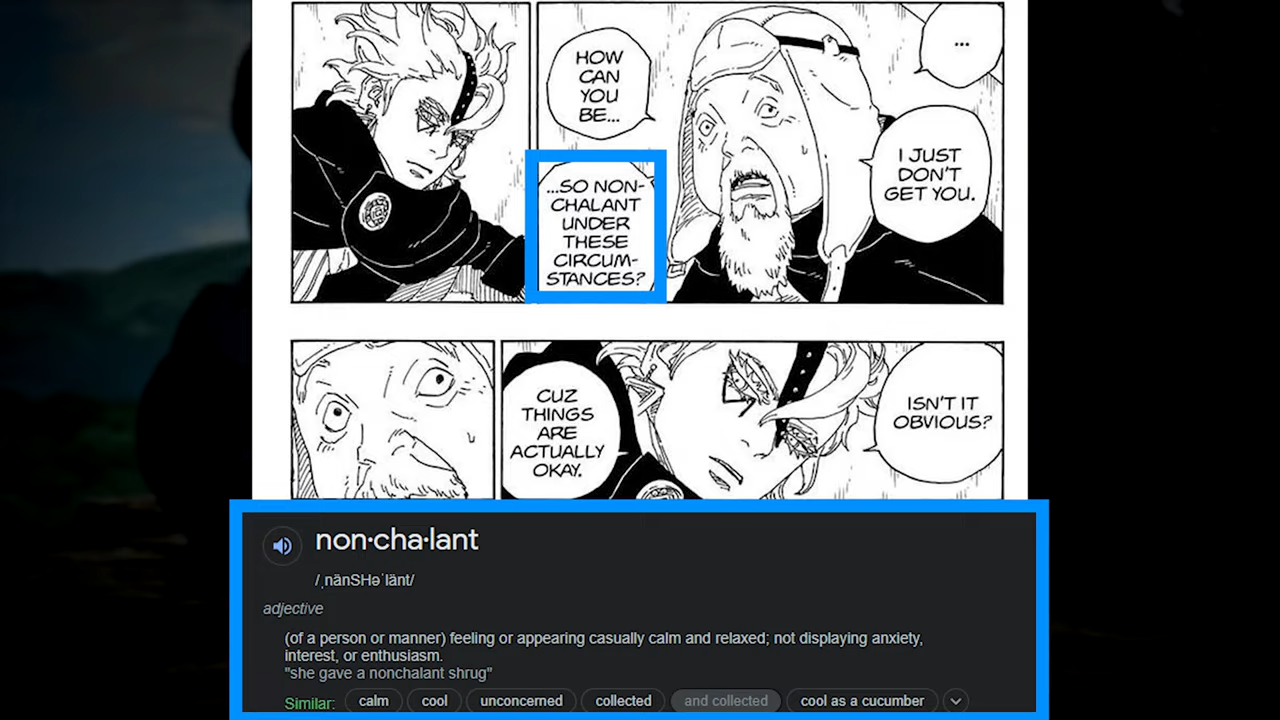 ...
I JUST
DON'T
GET YOU.
HOW
CAN
YOU
BE...
...SO NON-
CHALANT
UNDER
THESE
CIRCUM-
STANCES?
ISN'T IT
OBVIOUS?
CUZ
THINGS
ARE
ACTUALLY
OKAY.
non·cha·lant
/ˌnänSHəˈlänt/
adjective
(of a person or manner) feeling or appearing casually calm and relaxed; not displaying anxiety,
interest, or enthusiasm.
"she gave a nonchalant shrug"
Similar: calm cool unconcerned collected and collected cool as a cucumber